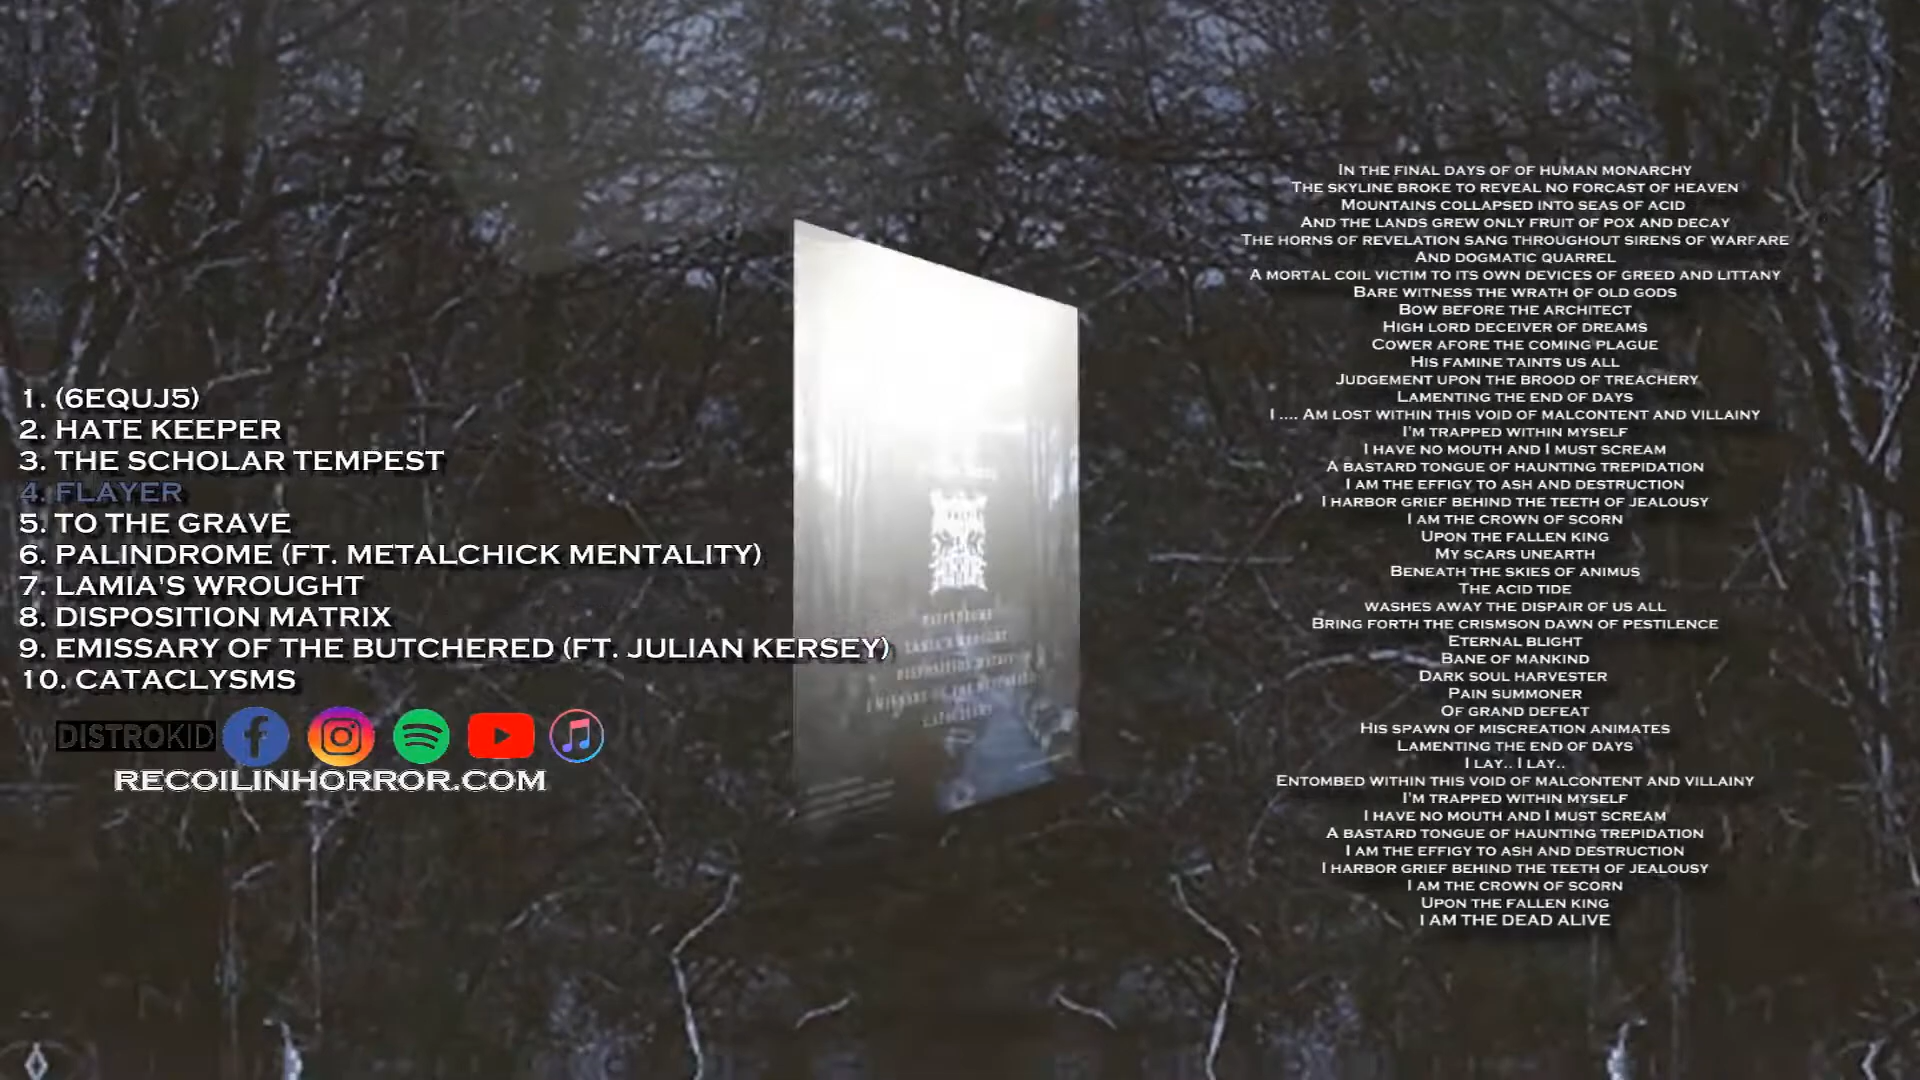 1. (6EQUJ5)
2. HATE KEEPER
3. THE SCHOLAR TEMPEST
4. FLAYER
5. TO THE GRAVE
6. PALINDROME (FT. METALCHICK MENTALITY)
7. LAMIA'S WROUGHT
8. DISPOSITION MATRIX
9. EMISSARY OF THE BUTCHERED (FT. JULIAN KERSEY)
10. CATACLYSMS
DISTROKID
RECOILINHORROR.COM
PALINDROME
LAMIA'S WROUGHT
DISPOSITION MATRIX
EMISSARY OF THE BUTCHERED
CATACLYSMS
IN THE FINAL DAYS OF OF HUMAN MONARCHY
THE SKYLINE BROKE TO REVEAL NO FORCAST OF HEAVEN
MOUNTAINS COLLAPSED INTO SEAS OF ACID
AND THE LANDS GREW ONLY FRUIT OF POX AND DECAY
THE HORNS OF REVELATION SANG THROUGHOUT SIRENS OF WARFARE
AND DOGMATIC QUARREL
A MORTAL COIL VICTIM TO ITS OWN DEVICES OF GREED AND LITTANY
BARE WITNESS THE WRATH OF OLD GODS
BOW BEFORE THE ARCHITECT
HIGH LORD DECEIVER OF DREAMS
COWER AFORE THE COMING PLAGUE
HIS FAMINE TAINTS US ALL
JUDGEMENT UPON THE BROOD OF TREACHERY
LAMENTING THE END OF DAYS
I .... AM LOST WITHIN THIS VOID OF MALCONTENT AND VILLAINY
I'M TRAPPED WITHIN MYSELF
I HAVE NO MOUTH AND I MUST SCREAM
A BASTARD TONGUE OF HAUNTING TREPIDATION
I AM THE EFFIGY TO ASH AND DESTRUCTION
I HARBOR GRIEF BEHIND THE TEETH OF JEALOUSY
I AM THE CROWN OF SCORN
UPON THE FALLEN KING
MY SCARS UNEARTH
BENEATH THE SKIES OF ANIMUS
THE ACID TIDE
WASHES AWAY THE DISPAIR OF US ALL
BRING FORTH THE CRISMSON DAWN OF PESTILENCE
ETERNAL BLIGHT
BANE OF MANKIND
DARK SOUL HARVESTER
PAIN SUMMONER
OF GRAND DEFEAT
HIS SPAWN OF MISCREATION ANIMATES
LAMENTING THE END OF DAYS
I LAY.. I LAY..
ENTOMBED WITHIN THIS VOID OF MALCONTENT AND VILLAINY
I'M TRAPPED WITHIN MYSELF
I HAVE NO MOUTH AND I MUST SCREAM
A BASTARD TONGUE OF HAUNTING TREPIDATION
I AM THE EFFIGY TO ASH AND DESTRUCTION
I HARBOR GRIEF BEHIND THE TEETH OF JEALOUSY
I AM THE CROWN OF SCORN
UPON THE FALLEN KING
I AM THE DEAD ALIVE